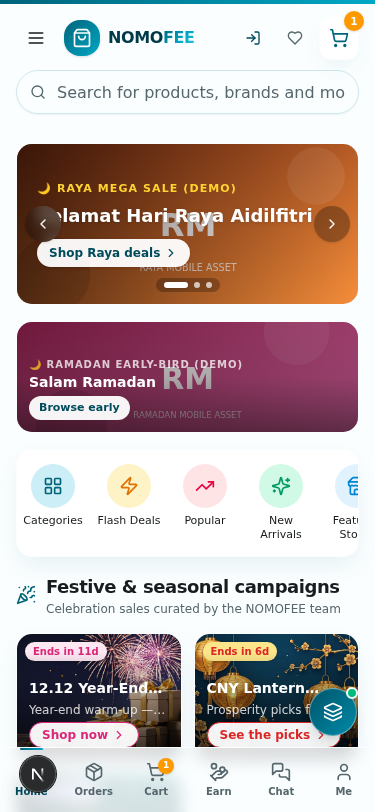 NOMOFEE
1
Search for products, brands and mo
🌙 RAYA MEGA SALE (DEMO)
elamat Hari Raya Aidilfitri
RM
Shop Raya deals
RAYA MOBILE ASSET
🌙 RAMADAN EARLY-BIRD (DEMO)
Salam Ramadan
RM
Browse early
RAMADAN MOBILE ASSET
Categories
Flash Deals
Popular
New Arrivals
Featu
Sto
Festive & seasonal campaigns
Celebration sales curated by the NOMOFEE team
Ends in 11d
12.12 Year-End…
Year-end warm-up —…
Shop now
Ends in 6d
CNY Lantern…
Prosperity picks f
See the picks
N
Home
Orders
1
Cart
Earn
Chat
Me